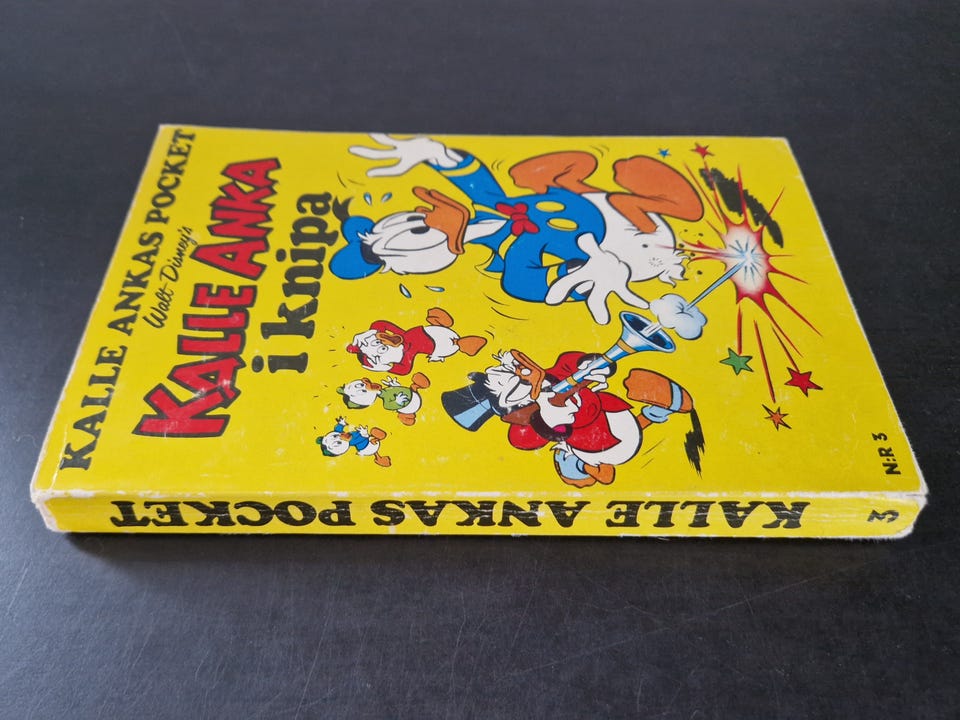 KALLE ANKAS POCKET
Walt Disney's
KALLE ANKA
i knipa
N:R 3
KALLE ANKAS POCKET
3